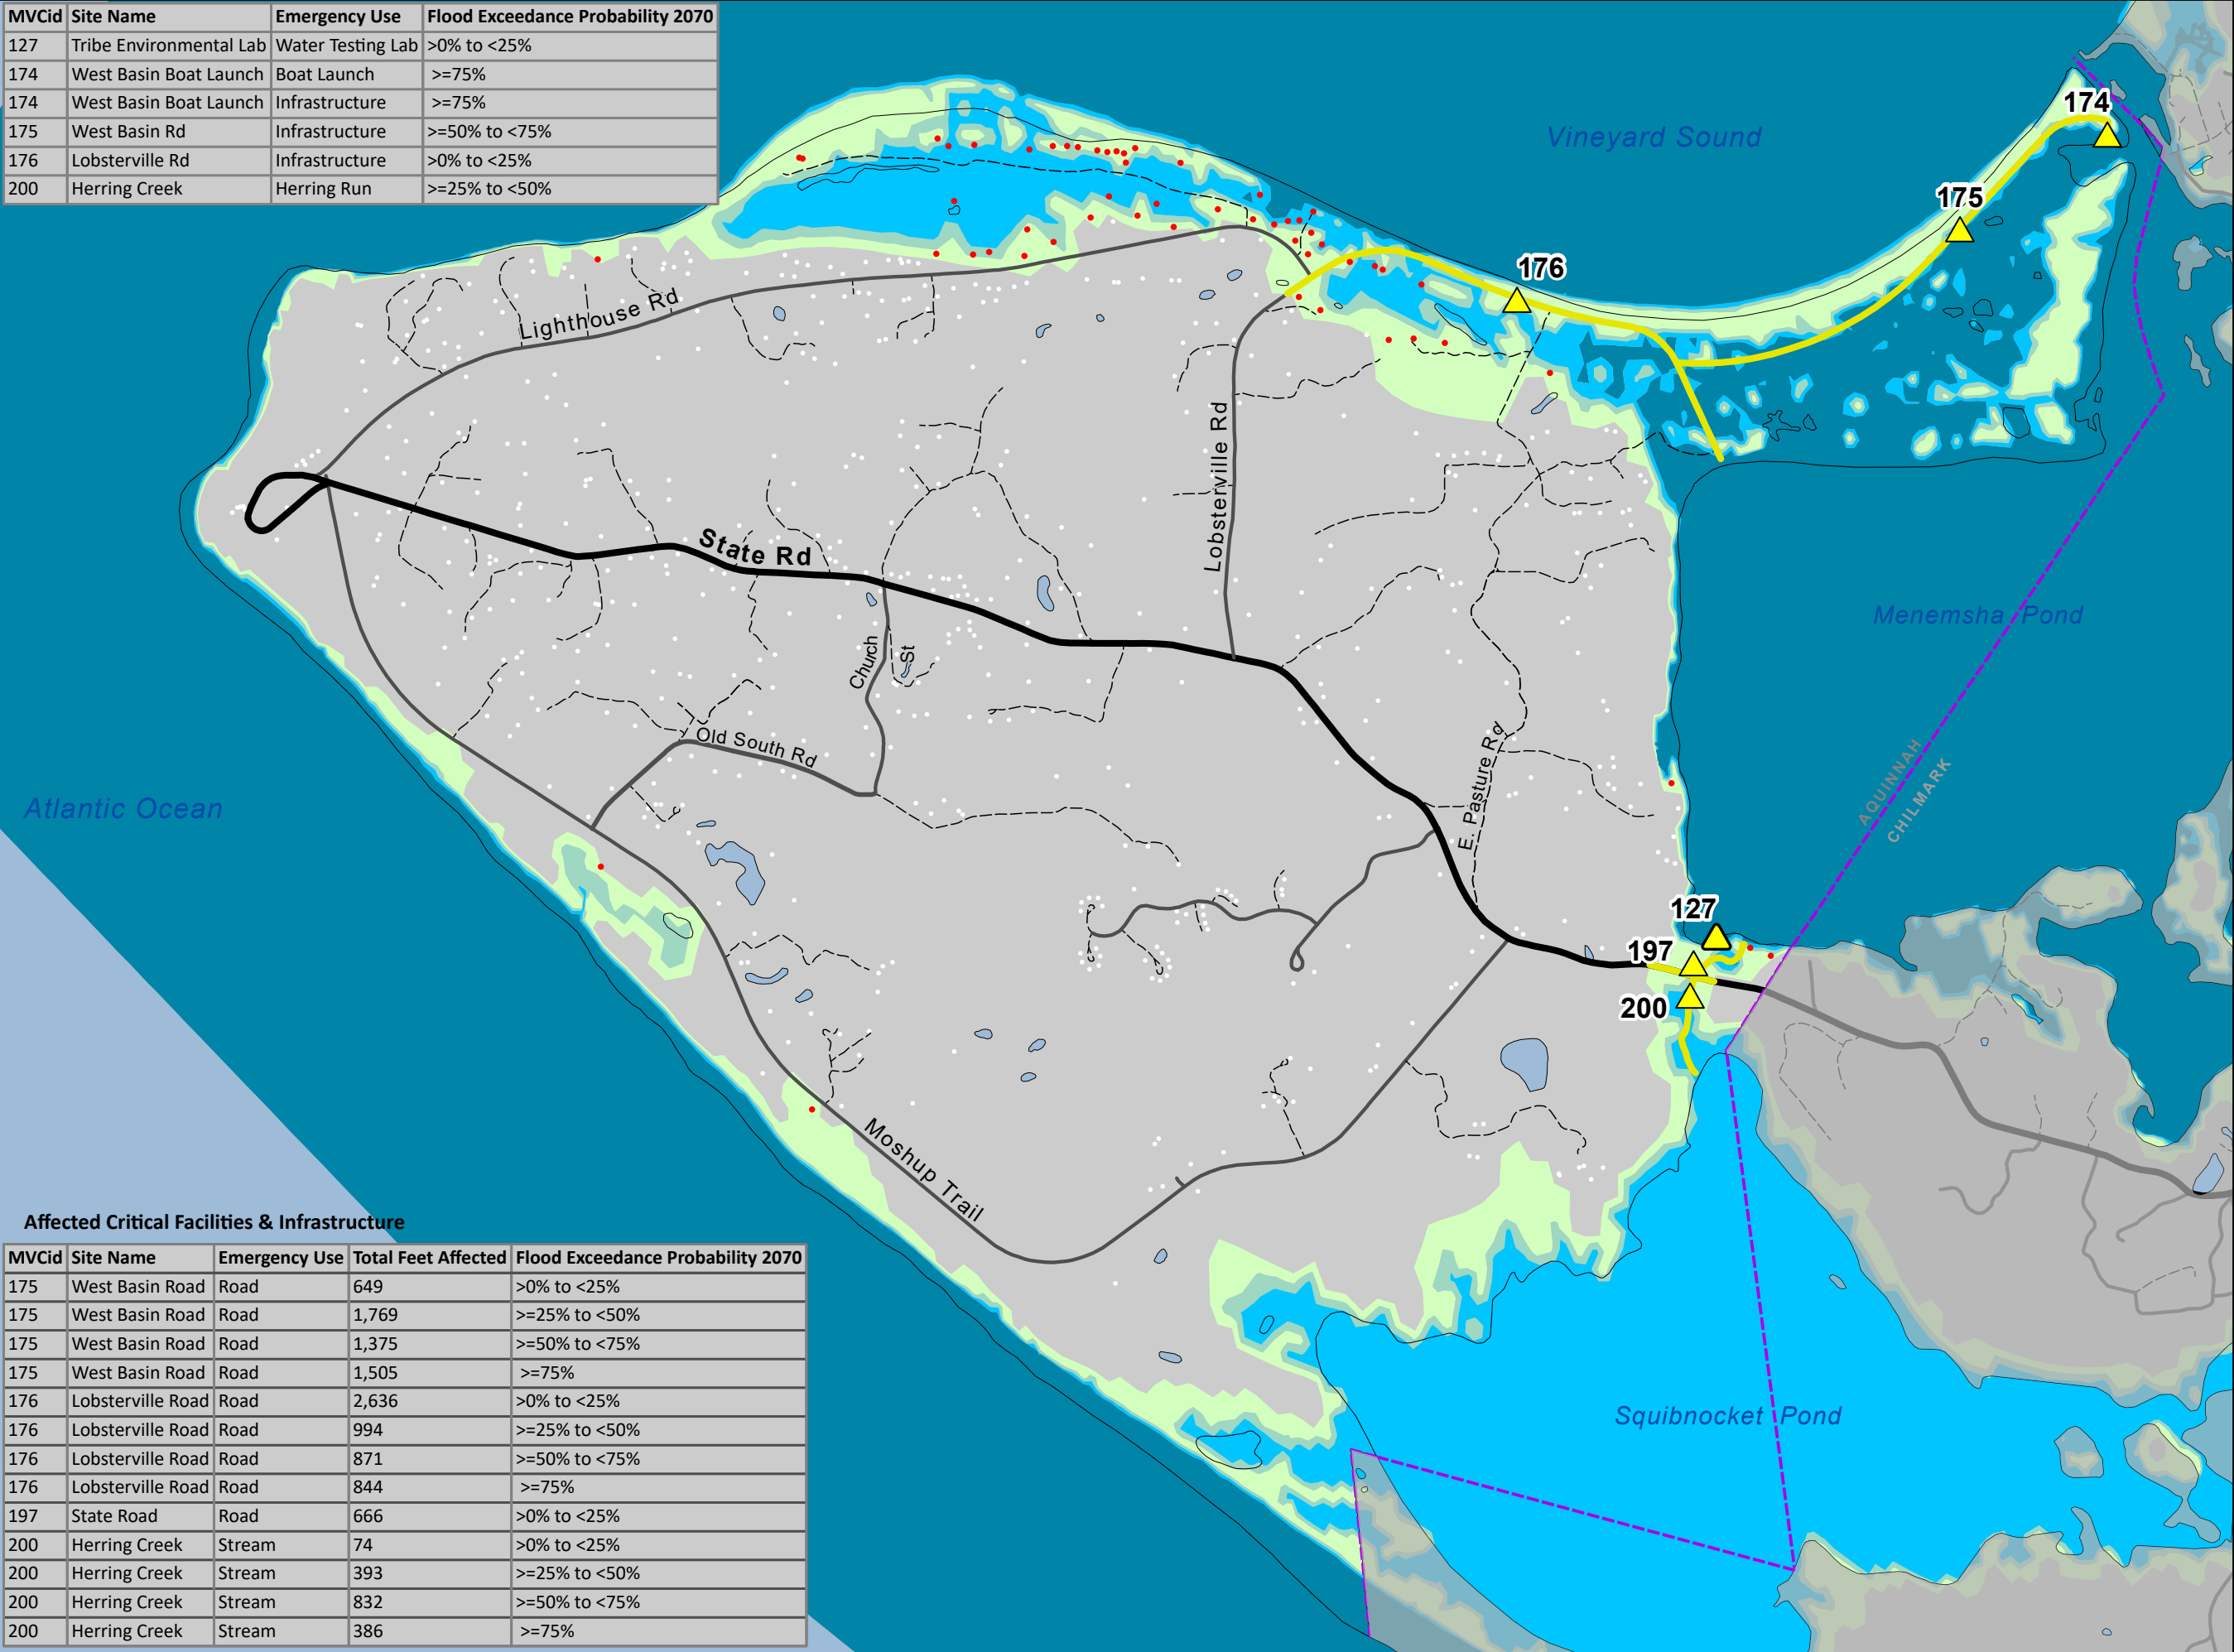 MVCid Site Name Emergency Use Flood Exceedance Probability 2070
127 Tribe Environmental Lab Water Testing Lab >0% to <25%
174 West Basin Boat Launch Boat Launch >=75%
174 West Basin Boat Launch Infrastructure >=75%
175 West Basin Rd Infrastructure >=50% to <75%
176 Lobsterville Rd Infrastructure >0% to <25%
200 Herring Creek Herring Run >=25% to <50%
174
Vineyard Sound
175
176
Lighthouse Rd
Lobsterville Rd
State Rd
Menemsha Pond
Church St
Old South Rd
E. Pasture Rd
AQUINNAH
CHILMARK
Atlantic Ocean
127
197
200
Moshup Trail
Squibnocket Pond
Affected Critical Facilities & Infrastructure
MVCid Site Name Emergency Use Total Feet Affected Flood Exceedance Probability 2070
175 West Basin Road Road 649 >0% to <25%
175 West Basin Road Road 1,769 >=25% to <50%
175 West Basin Road Road 1,375 >=50% to <75%
175 West Basin Road Road 1,505 >=75%
176 Lobsterville Road Road 2,636 >0% to <25%
176 Lobsterville Road Road 994 >=25% to <50%
176 Lobsterville Road Road 871 >=50% to <75%
176 Lobsterville Road Road 844 >=75%
197 State Road Road 666 >0% to <25%
200 Herring Creek Stream 74 >0% to <25%
200 Herring Creek Stream 393 >=25% to <50%
200 Herring Creek Stream 832 >=50% to <75%
200 Herring Creek Stream 386 >=75%